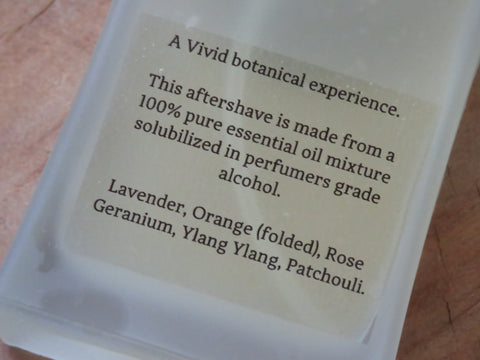 A Vivid botanical experience.
This aftershave is made from a
100% pure essential oil mixture
solubilized in perfumers grade
alcohol.
Lavender, Orange (folded), Rose
Geranium, Ylang Ylang, Patchouli.